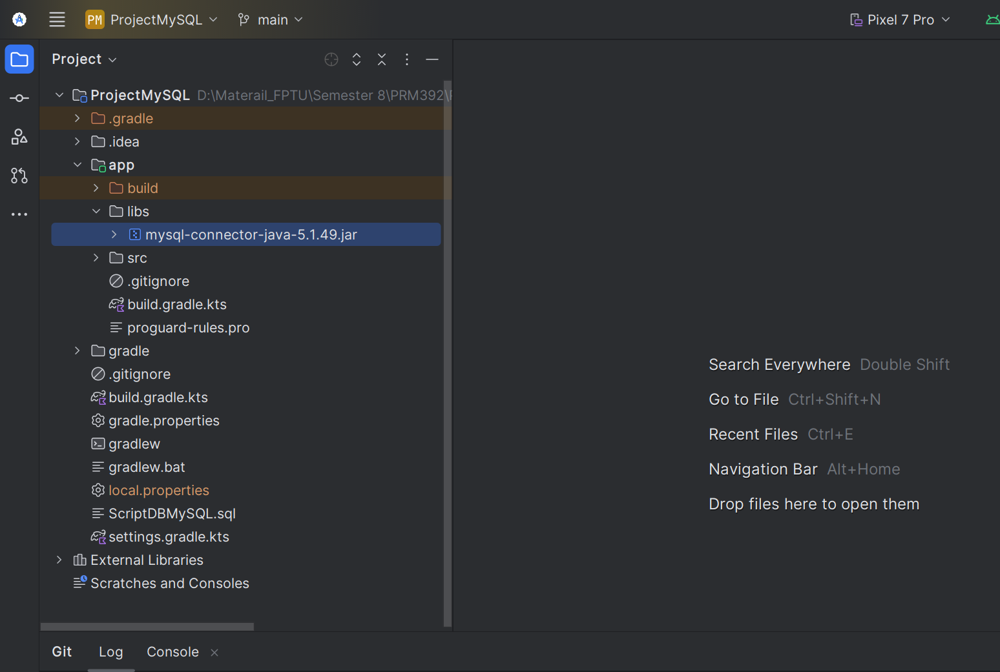 PM ProjectMySQL main Pixel 7 Pro
Project
ProjectMySQL D:\Materail_FPTU\Semester 8\PRM392\
.gradle
.idea
app
build
libs
mysql-connector-java-5.1.49.jar
src
.gitignore
build.gradle.kts
proguard-rules.pro
gradle
.gitignore
build.gradle.kts
gradle.properties
gradlew
gradlew.bat
local.properties
ScriptDBMySQL.sql
settings.gradle.kts
External Libraries
Scratches and Consoles
Search Everywhere Double Shift
Go to File Ctrl+Shift+N
Recent Files Ctrl+E
Navigation Bar Alt+Home
Drop files here to open them
Git Log Console